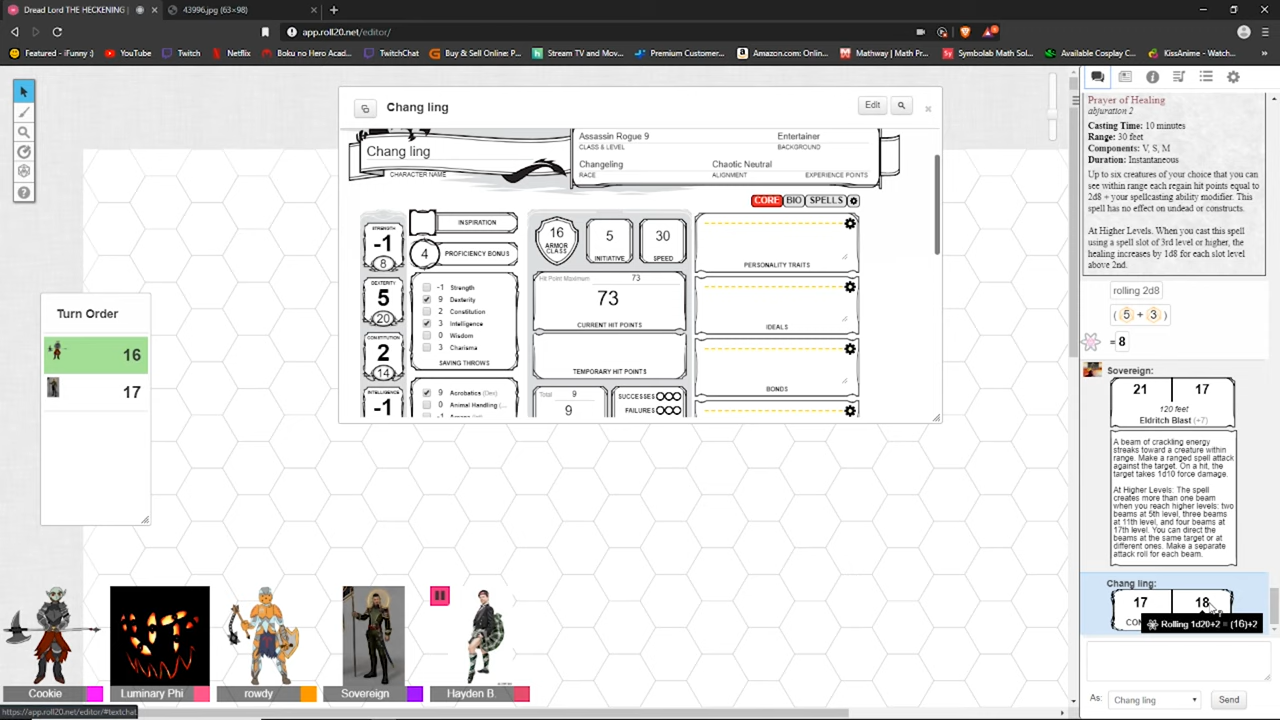 Dread Lord THE HECKENING
43996.jpg (63×98)
app.roll20.net/editor/
Featured - iFunny :)
YouTube
Twitch
Netflix
Boku no Hero Acad...
TwitchChat
Buy & Sell Online: P...
Stream TV and Mov...
Premium Customer...
Amazon.com: Onlin...
Mathway | Math Pr...
Symbolab Math Sol...
Available Cosplay C...
KissAnime - Watch...
Chang ling
Edit
Chang ling
CHARACTER NAME
Assassin Rogue 9
CLASS & LEVEL
Entertainer
BACKGROUND
Changeling
RACE
Chaotic Neutral
ALIGNMENT
EXPERIENCE POINTS
CORE
BIO
SPELLS
STRENGTH
-1
8
DEXTERITY
5
20
CONSTITUTION
2
14
INTELLIGENCE
-1
INSPIRATION
4
PROFICIENCY BONUS
-1 Strength
9 Dexterity
2 Constitution
3 Intelligence
0 Wisdom
3 Charisma
SAVING THROWS
9 Acrobatics (Dex)
0 Animal Handling (...
16
ARMOR
CLASS
5
INITIATIVE
30
SPEED
Hit Point Maximum 73
73
CURRENT HIT POINTS
TEMPORARY HIT POINTS
Total 9
9
SUCCESSES
FAILURES
PERSONALITY TRAITS
IDEALS
BONDS
Turn Order
16
17
Prayer of Healing
abjuration 2
Casting Time: 10 minutes
Range: 30 feet
Components: V, S, M
Duration: Instantaneous
Up to six creatures of your choice that you can
see within range each regain hit points equal to
2d8 + your spellcasting ability modifier. This
spell has no effect on undead or constructs.
At Higher Levels. When you cast this spell
using a spell slot of 3rd level or higher, the
healing increases by 1d8 for each slot level
above 2nd.
rolling 2d8
( 5 + 3 )
= 8
Sovereign:
21 17
120 feet
Eldritch Blast (+7)
A beam of crackling energy
streaks toward a creature within
range. Make a ranged spell attack
against the target. On a hit, the
target takes 1d10 force damage.
At Higher Levels: The spell
creates more than one beam
when you reach higher levels: two
beams at 5th level, three beams
at 11th level, and four beams at
17th level. You can direct the
beams at the same target or at
different ones. Make a separate
attack roll for each beam.
Chang ling:
17 18
Rolling 1d20+2 = (16)+2
As: Chang ling
Send
Cookie
Luminary Phi
rowdy
Sovereign
Hayden B.
https://app.roll20.net/editor/#textchat